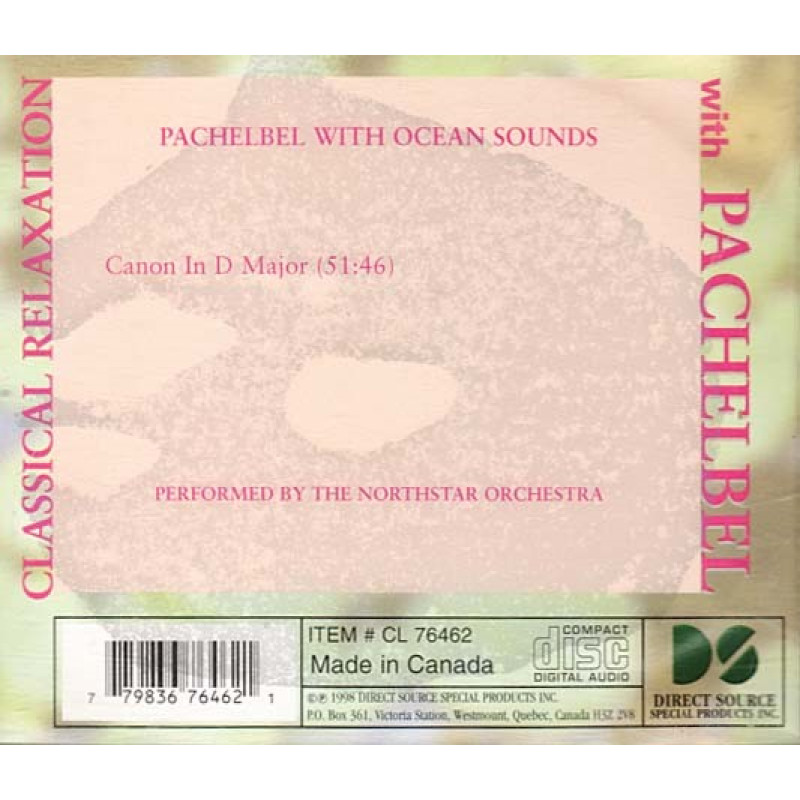 CLASSICAL RELAXATION
with PACHELBEL
PACHELBEL WITH OCEAN SOUNDS
Canon In D Major (51:46)
PERFORMED BY THE NORTHSTAR ORCHESTRA
7 79836 76462 1
ITEM # CL 76462
Made in Canada
COMPACT
disc
DIGITAL AUDIO
©℗ 1998 DIRECT SOURCE SPECIAL PRODUCTS INC.
P.O. Box 361, Victoria Station, Westmount, Quebec, Canada H3Z 2V8
DS
DIRECT SOURCE
SPECIAL PRODUCTS INC.